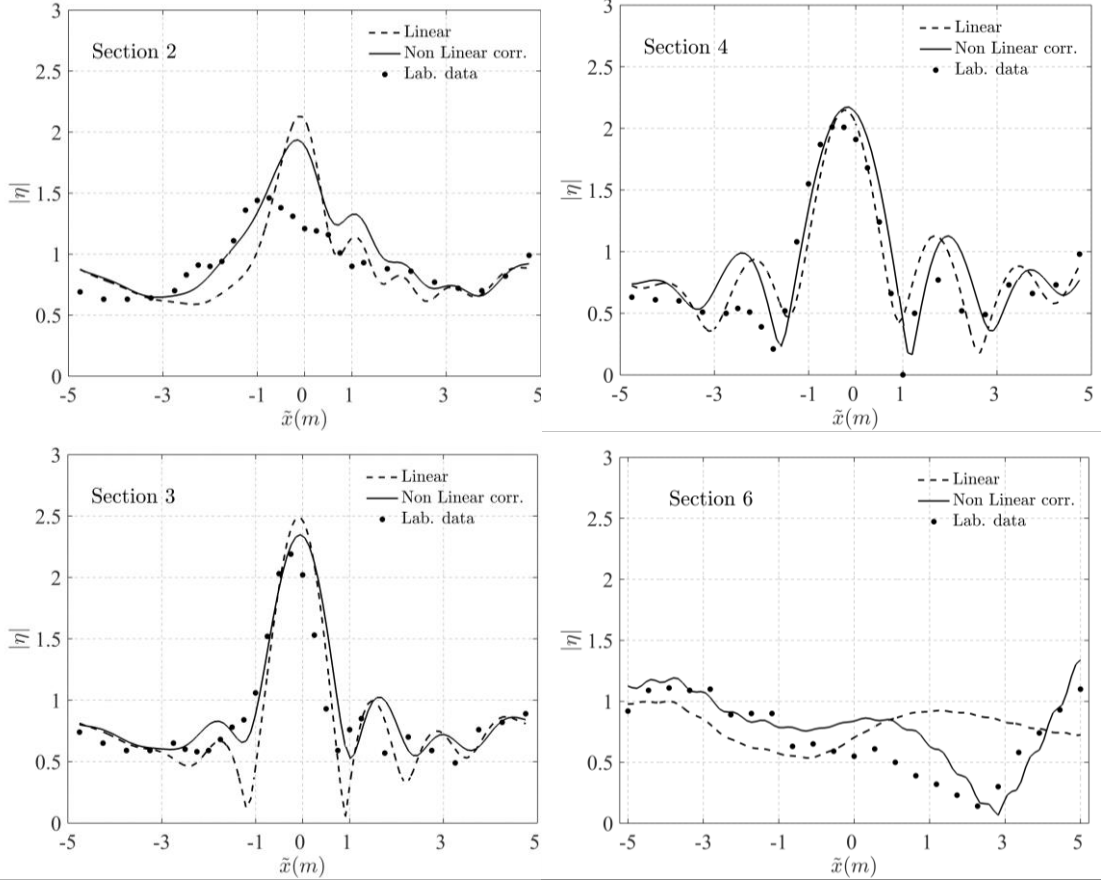 Section 2
Linear
Non Linear corr.
Lab. data
|η|
3
2.5
2
1.5
1
0.5
0
-5
-3
-1
0
1
3
5
x̃(m)
Section 4
Linear
Non Linear corr.
Lab. data
|η|
3
2.5
2
1.5
1
0.5
0
-5
-3
-1
0
1
3
5
x̃(m)
Section 3
Linear
Non Linear corr.
Lab. data
|η|
3
2.5
2
1.5
1
0.5
0
-5
-3
-1
0
1
3
5
x̃(m)
Section 6
Linear
Non Linear corr.
Lab. data
|η|
3
2.5
2
1.5
1
0.5
0
-5
-3
-1
0
1
3
5
x̃(m)